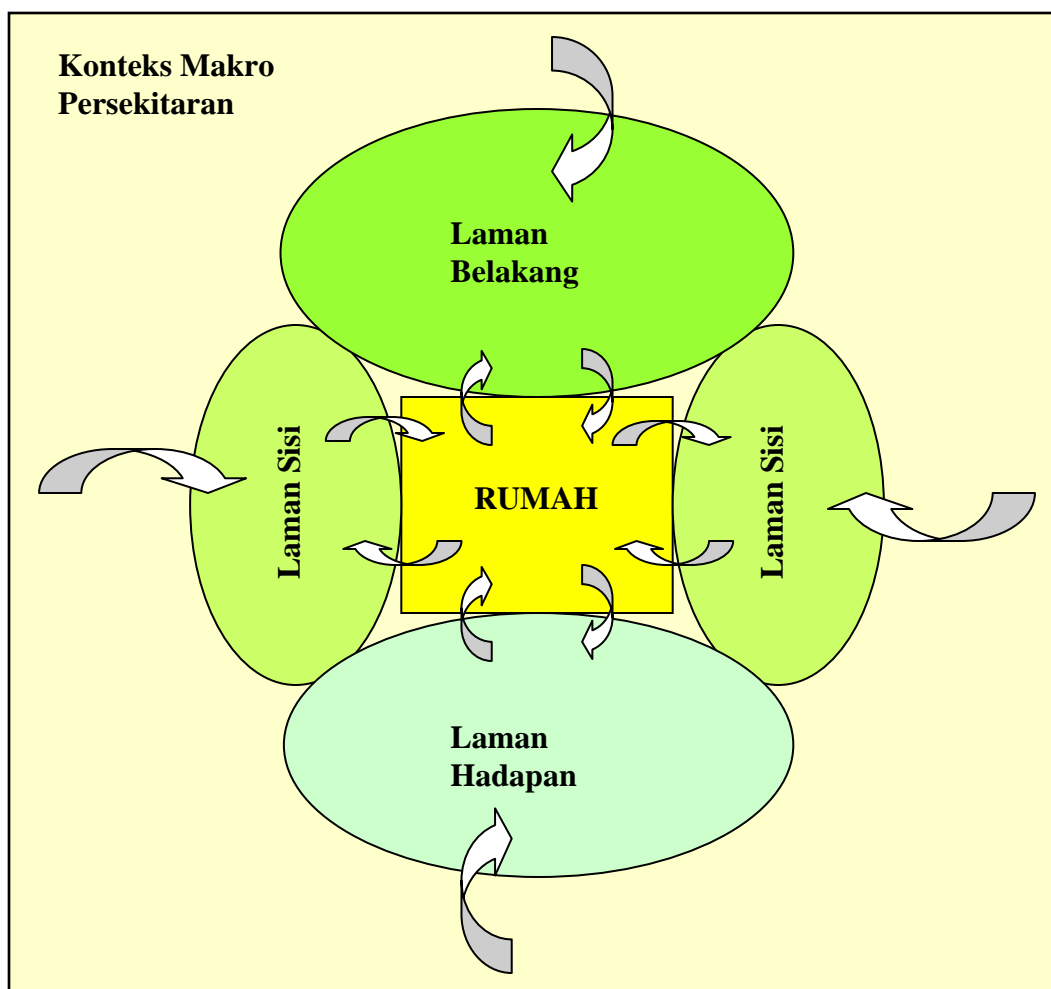 Konteks Makro
Persekitaran
Laman
Belakang
Laman Sisi
RUMAH
Laman Sisi
Laman
Hadapan